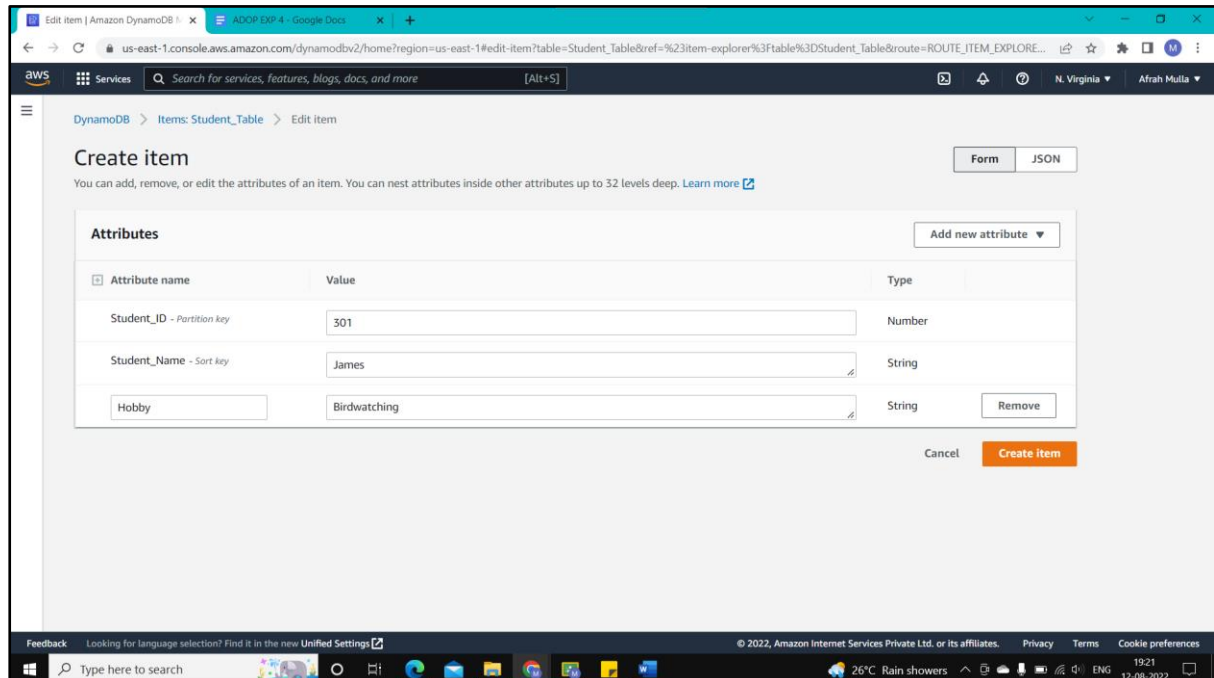 Edit item | Amazon DynamoDB M
ADOP EXP 4 - Google Docs
us-east-1.console.aws.amazon.com/dynamodbv2/home?region=us-east-1#edit-item?table=Student_Table&ref=%23item-explorer%3Ftable%3DStudent_Table&route=ROUTE_ITEM_EXPLORE...
M
aws Services Search for services, features, blogs, docs, and more [Alt+S] N. Virginia ▼ Afrah Mulla ▼
DynamoDB > Items: Student_Table > Edit item
Create item
Form JSON
You can add, remove, or edit the attributes of an item. You can nest attributes inside other attributes up to 32 levels deep. Learn more
Attributes
Add new attribute ▼
Attribute name Value Type
Student_ID - Partition key 301 Number
Student_Name - Sort key James String
Hobby Birdwatching String Remove
Cancel Create item
Feedback Looking for language selection? Find it in the new Unified Settings © 2022, Amazon Internet Services Private Ltd. or its affiliates. Privacy Terms Cookie preferences
Type here to search 26°C Rain showers ENG 19:21
12-08-2022